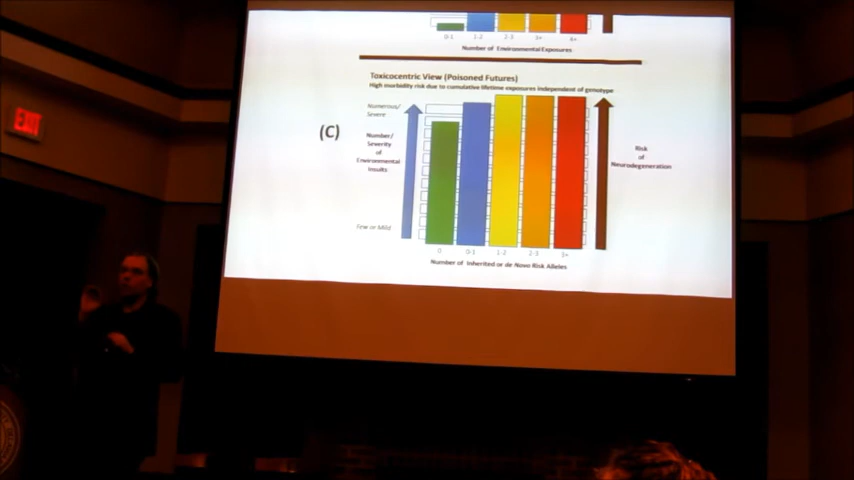 0-1 1-2 2-3 3+ 4+
Number of Environmental Exposures
Toxicocentric View (Poisoned Futures)
High morbidity risk due to cumulative lifetime exposures independent of genotype
EXIT
(C)
Numerous/
Severe
Number/
Severity
of
Environmental
Insults
Few or Mild
Risk
of
Neurodegeneration
0 0-1 1-2 2-3 3+
Number of Inherited or de Novo Risk Alleles